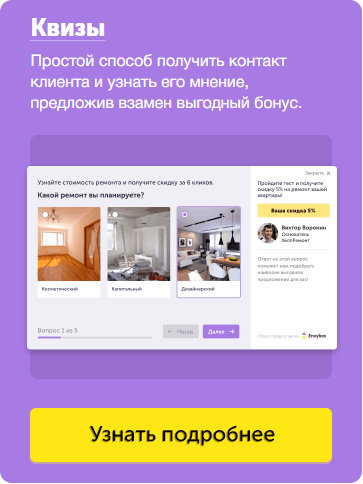 Квизы
Простой способ получить контакт
клиента и узнать его мнение,
предложив взамен выгодный бонус.
Закрыть ✕
Узнайте стоимость ремонта и получите скидку за 6 кликов.
Какой ремонт вы планируете?
Косметический
Капитальный
Дизайнерский
Вопрос 1 из 5
← Назад
Далее →
Пройдите тест и получите
скидку 5% на ремонт вашей
квартиры!
Ваша скидка 5%
Виктор Воронин
Основатель
ХелпРемонт
Ответ на этот вопрос
поможет нам подобрать
наиболее выгодное
предложение для вас!
Envybox
Узнать подробнее